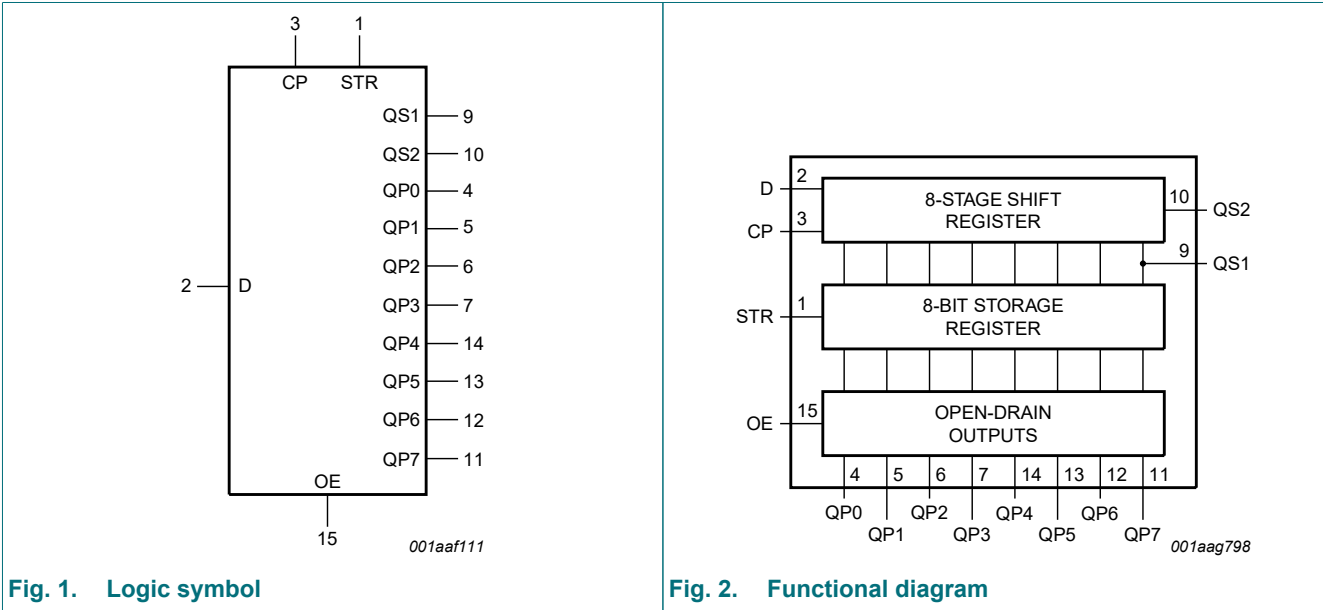 3 1
CP STR
QS1 9
QS2 10
QP0 4
QP1 5
QP2 6
QP3 7
2 D
QP4 14
QP5 13
QP6 12
QP7 11
OE
15
001aaf111
Fig. 1. Logic symbol
D 2
8-STAGE SHIFT
REGISTER
10 QS2
CP 3
9 QS1
STR 1
8-BIT STORAGE
REGISTER
OE 15
OPEN-DRAIN
OUTPUTS
4 5 6 7 14 13 12 11
QP0 QP2 QP4 QP6
QP1 QP3 QP5 QP7
001aag798
Fig. 2. Functional diagram